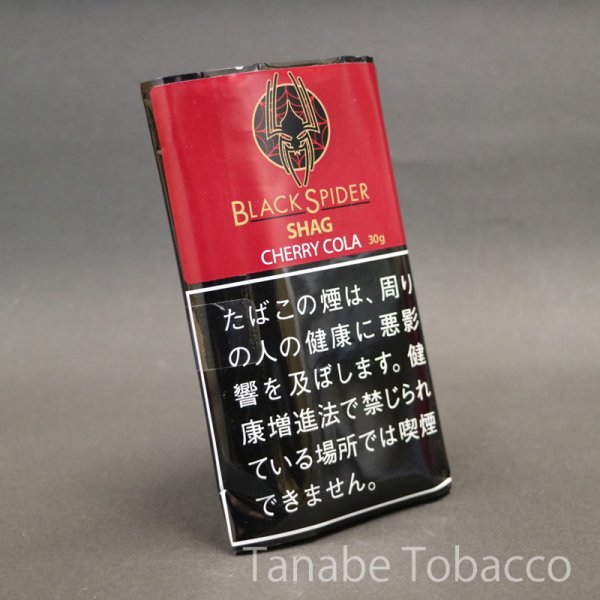 BLACK SPIDER
SHAG
CHERRY COLA 30g
たばこの煙は、周り
の人の健康に悪影
響を及ぼします。健
康増進法で禁じられ
ている場所では喫煙
できません。
Tanabe Tobacco